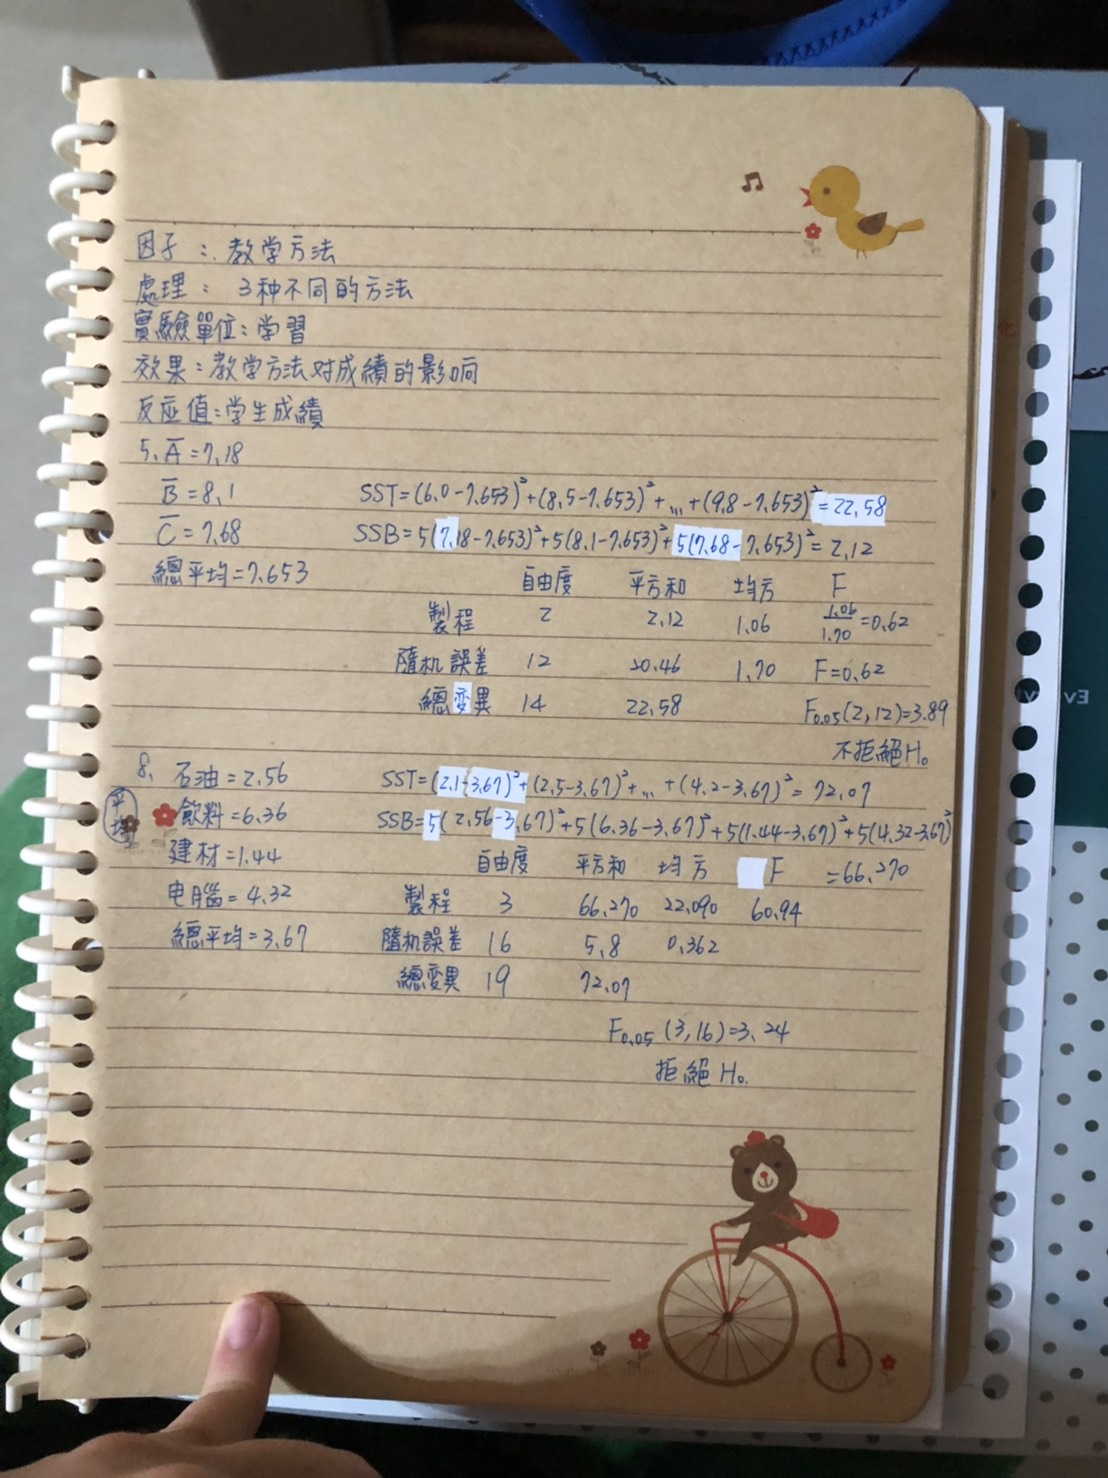 因子：教学方法
處理：3种不同的方法
實驗單位：学習
效果：教学方法对成績的影响
反应值：学生成績
5. A̅=7.18
B̅=8.1
SST=(6.0-7.653)²+(8.5-7.653)²+...+(9.8-7.653)²=22.58
C̅=7.68
SSB=5(7.18-7.653)²+5(8.1-7.653)²+5(7.68-7.653)²=2.12
總平均=7.653
自由度 平方和 均方 F
製程 2 2.12 1.06 1.06/1.70=0.62
隨机誤差 12 20.46 1.70 F=0.62
總变異 14 22.58 F0.05(2,12)=3.89
不拒絕H₀
8. 石油=2.56 SST=(2.1-3.67)²+(2.5-3.67)²+...+(4.2-3.67)²=72.07
平均
飲料=6.36 SSB=5(2.56-3.67)²+5(6.36-3.67)²+5(1.44-3.67)²+5(4.32-3.67)²
建材=1.44 自由度 平方和 均方 F =66.270
电腦=4.32 製程 3 66.270 22.090 60.94
總平均=3.67 隨机誤差 16 5.8 0.362
總变異 19 72.07
F0.05(3,16)=3.24
拒絕H₀